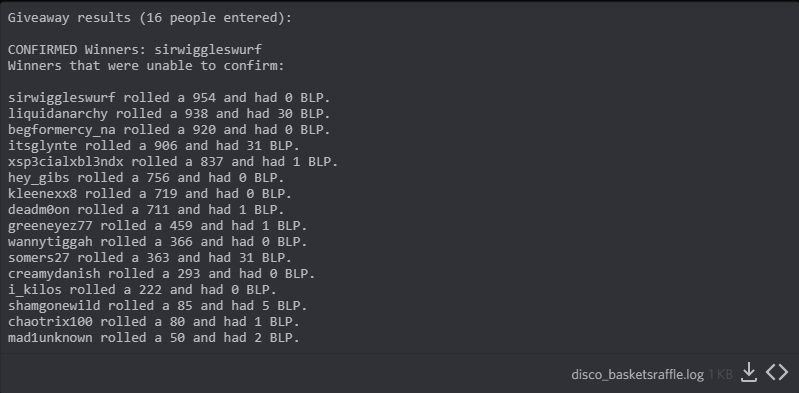 Giveaway results (16 people entered):
CONFIRMED Winners: sirwiggleswurf
Winners that were unable to confirm:
sirwiggleswurf rolled a 954 and had 0 BLP.
liquidanarchy rolled a 938 and had 30 BLP.
begformercy_na rolled a 920 and had 0 BLP.
itsglynte rolled a 906 and had 31 BLP.
xsp3cialxbl3ndx rolled a 837 and had 1 BLP.
hey_gibs rolled a 756 and had 0 BLP.
kleenexx8 rolled a 719 and had 0 BLP.
deadm0on rolled a 711 and had 1 BLP.
greeneyez77 rolled a 459 and had 1 BLP.
wannytiggah rolled a 366 and had 0 BLP.
somers27 rolled a 363 and had 31 BLP.
creamydanish rolled a 293 and had 0 BLP.
i_kilos rolled a 222 and had 0 BLP.
shamgonewild rolled a 85 and had 5 BLP.
chaotrix100 rolled a 80 and had 1 BLP.
mad1unknown rolled a 50 and had 2 BLP.
disco_basketsraffle.log 1 KB